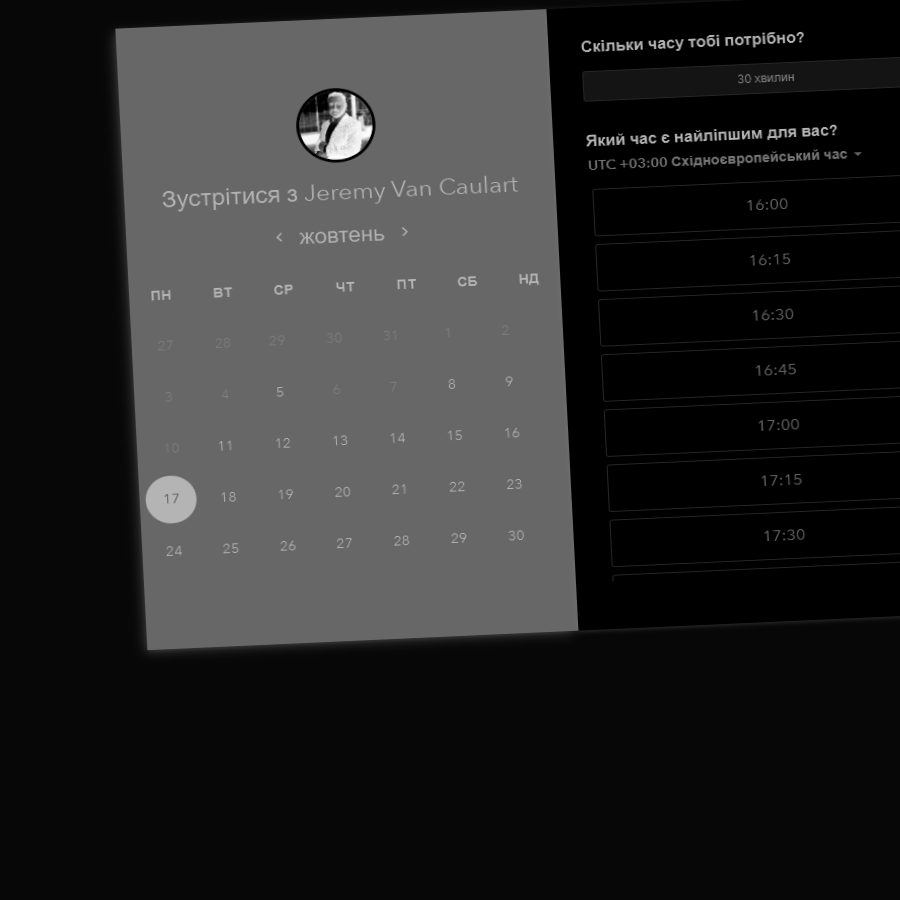 Зустрітися з Jeremy Van Caulart
жовтень
ПН ВТ СР ЧТ ПТ СБ НД
27 28 29 30 31 1 2
3 4 5 6 7 8 9
10 11 12 13 14 15 16
17 18 19 20 21 22 23
24 25 26 27 28 29 30
Скільки часу тобі потрібно?
30 хвилин
Який час є найліпшим для вас?
UTC +03:00 Східноєвропейський час
16:00
16:15
16:30
16:45
17:00
17:15
17:30